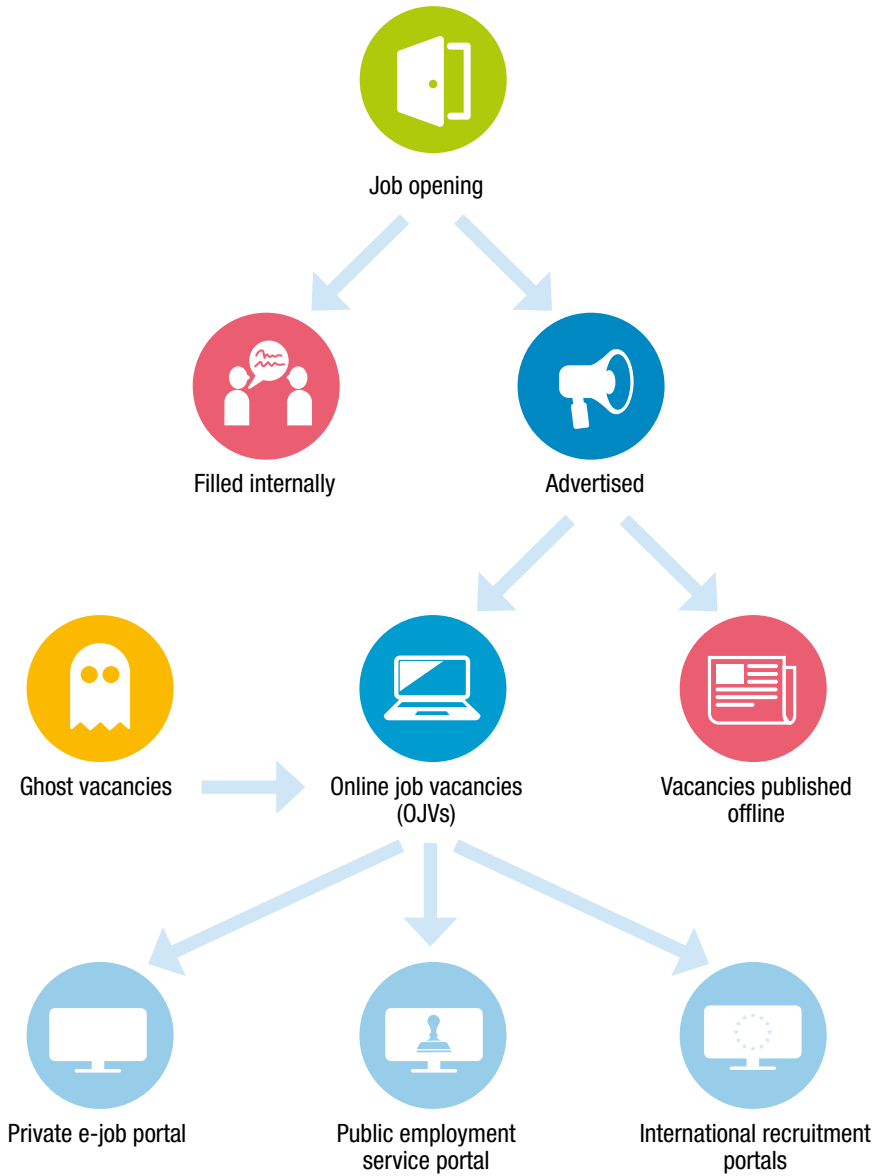 Job opening
Filled internally
Advertised
Ghost vacancies
Online job vacancies
(OJVs)
Vacancies published
offline
Private e-job portal
Public employment
service portal
International recruitment
portals